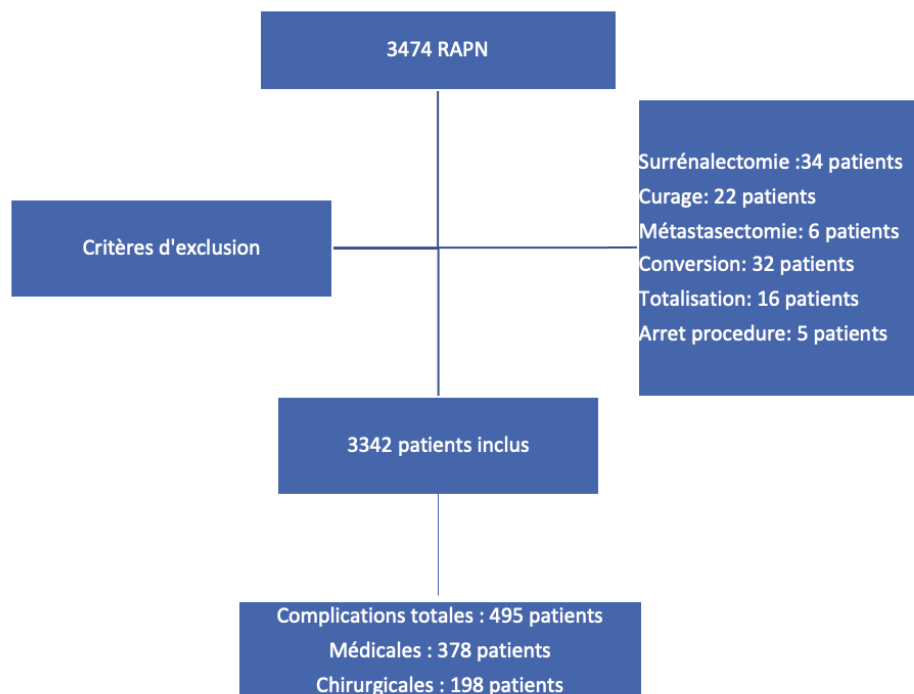 3474 RAPN
Surrénalectomie :34 patients
Curage: 22 patients
Métastasectomie: 6 patients
Conversion: 32 patients
Totalisation: 16 patients
Arret procedure: 5 patients
Critères d'exclusion
3342 patients inclus
Complications totales : 495 patients
Médicales : 378 patients
Chirurgicales : 198 patients